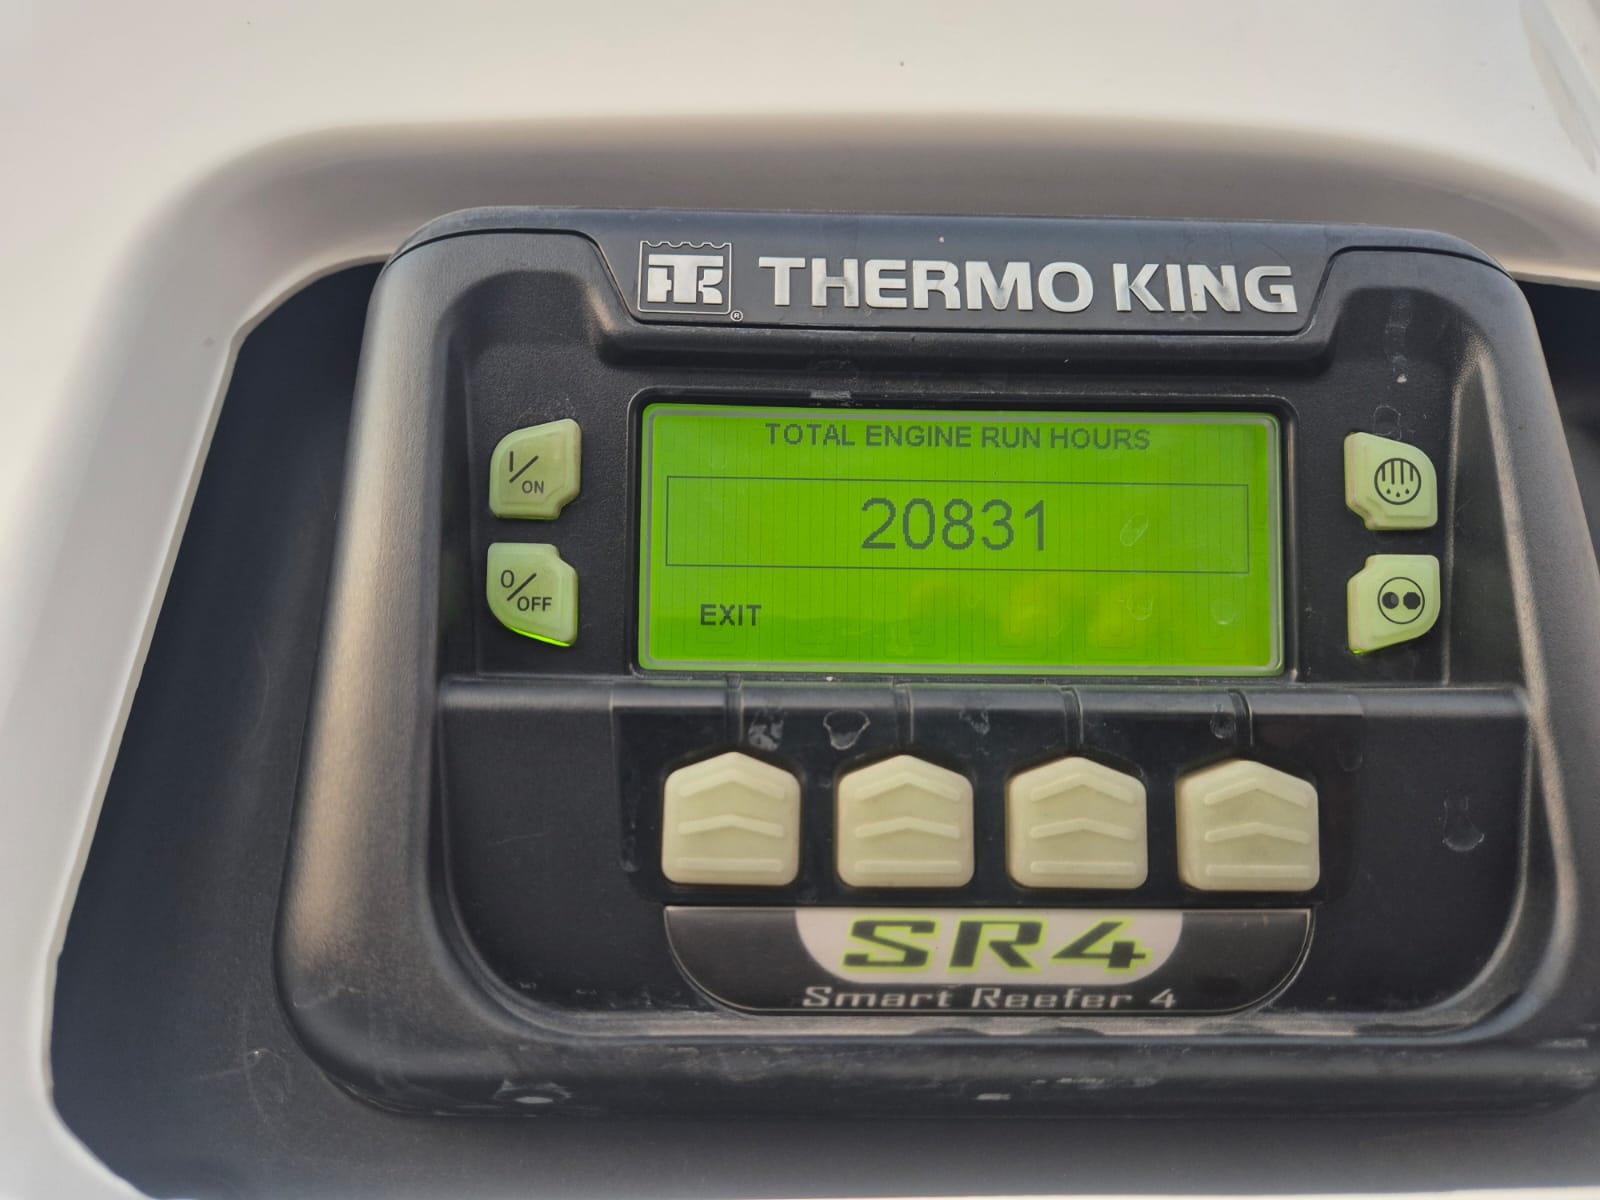 THERMO KING
®
TOTAL ENGINE RUN HOURS
I/ON
20831
O/OFF
EXIT
SR4
Smart Reefer 4